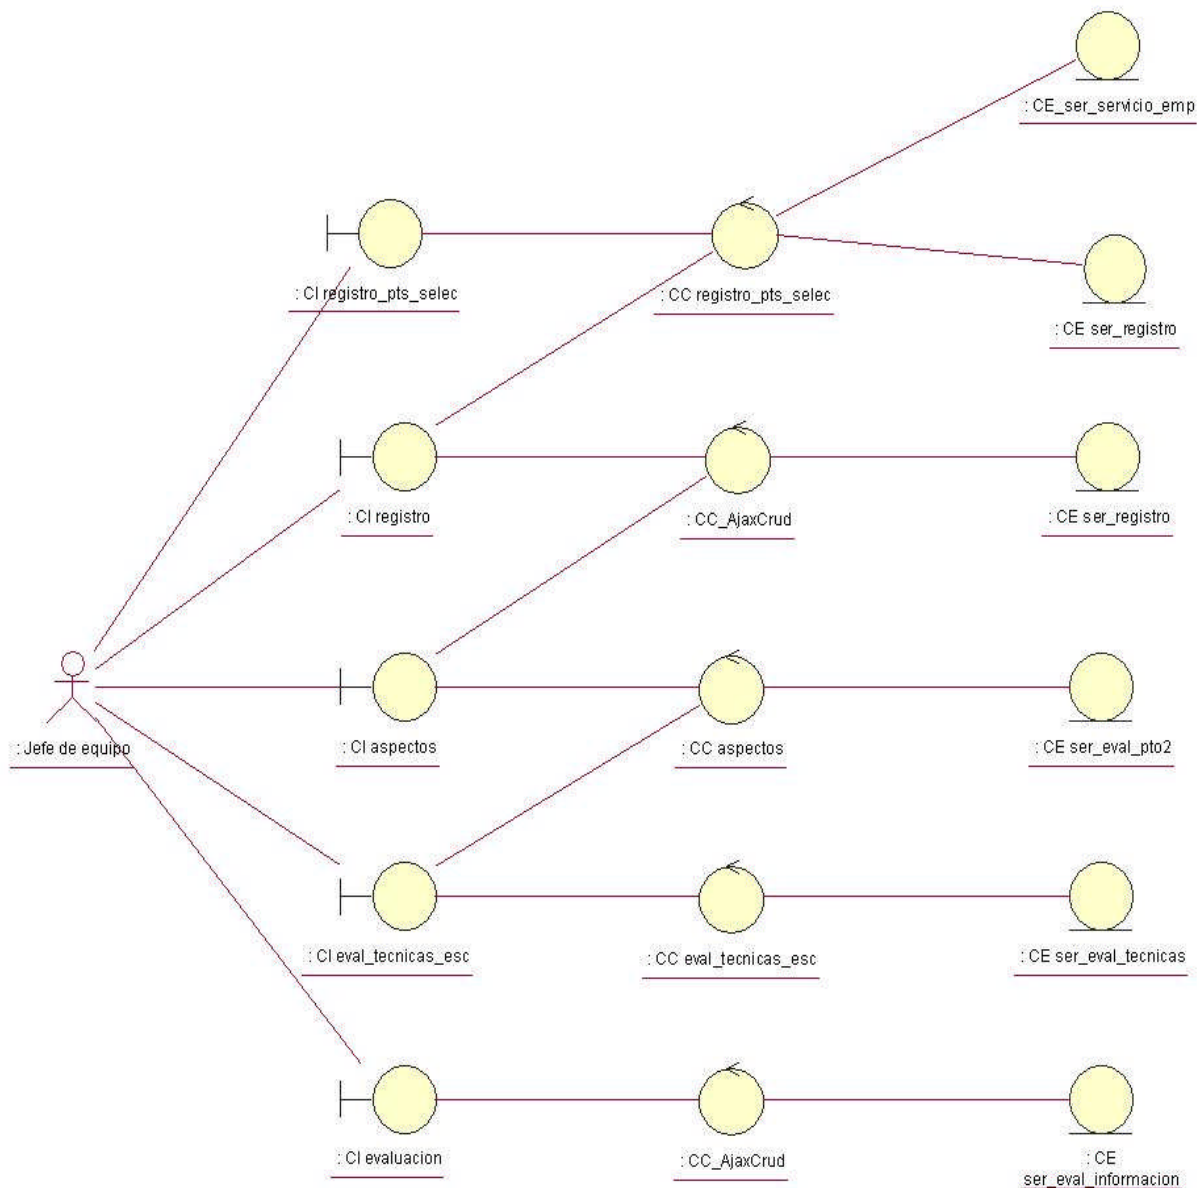 : CE_ser_servicio_emp
: CI registro_pts_selec
: CC registro_pts_selec
: CE ser_registro
: CI registro
: CC_AjaxCrud
: CE ser_registro
: Jefe de equipo
: CI aspectos
: CC aspectos
: CE ser_eval_pto2
: CI eval_tecnicas_esc
: CC eval_tecnicas_esc
: CE ser_eval_tecnicas
: CI evaluacion
: CC_AjaxCrud
: CE
ser_eval_informacion